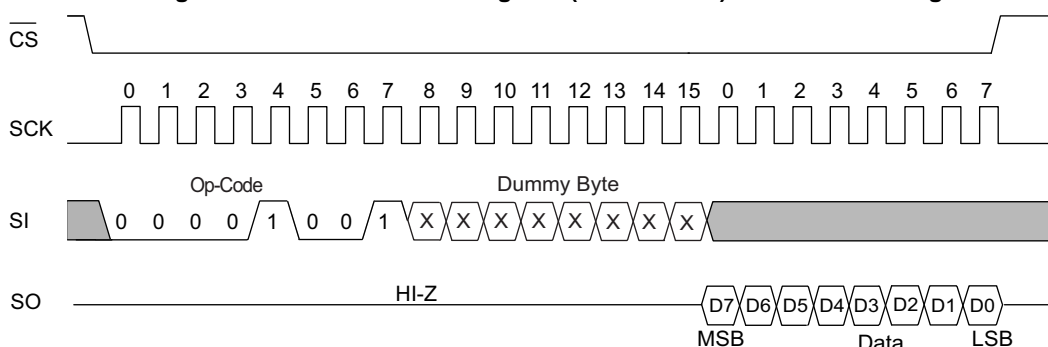 CS
0 1 2 3 4 5 6 7 8 9 10 11 12 13 14 15 0 1 2 3 4 5 6 7
SCK
Op-Code Dummy Byte
SI 0 0 0 0 1 0 0 1 X X X X X X X X
HI-Z
SO D7 D6 D5 D4 D3 D2 D1 D0
MSB Data LSB